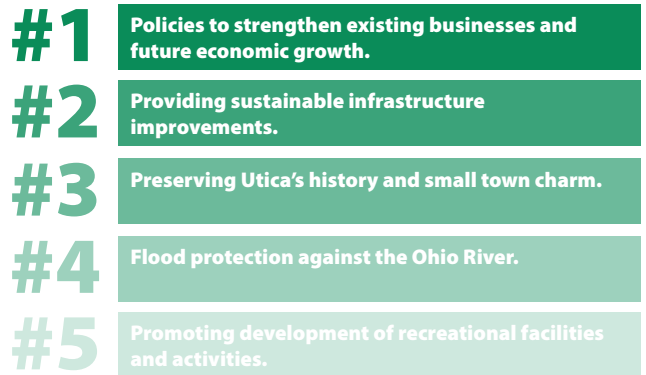 #1
Policies to strengthen existing businesses and
future economic growth.
#2
Providing sustainable infrastructure
improvements.
#3
Preserving Utica’s history and small town charm.
#4
Flood protection against the Ohio River.
#5
Promoting development of recreational facilities
and activities.